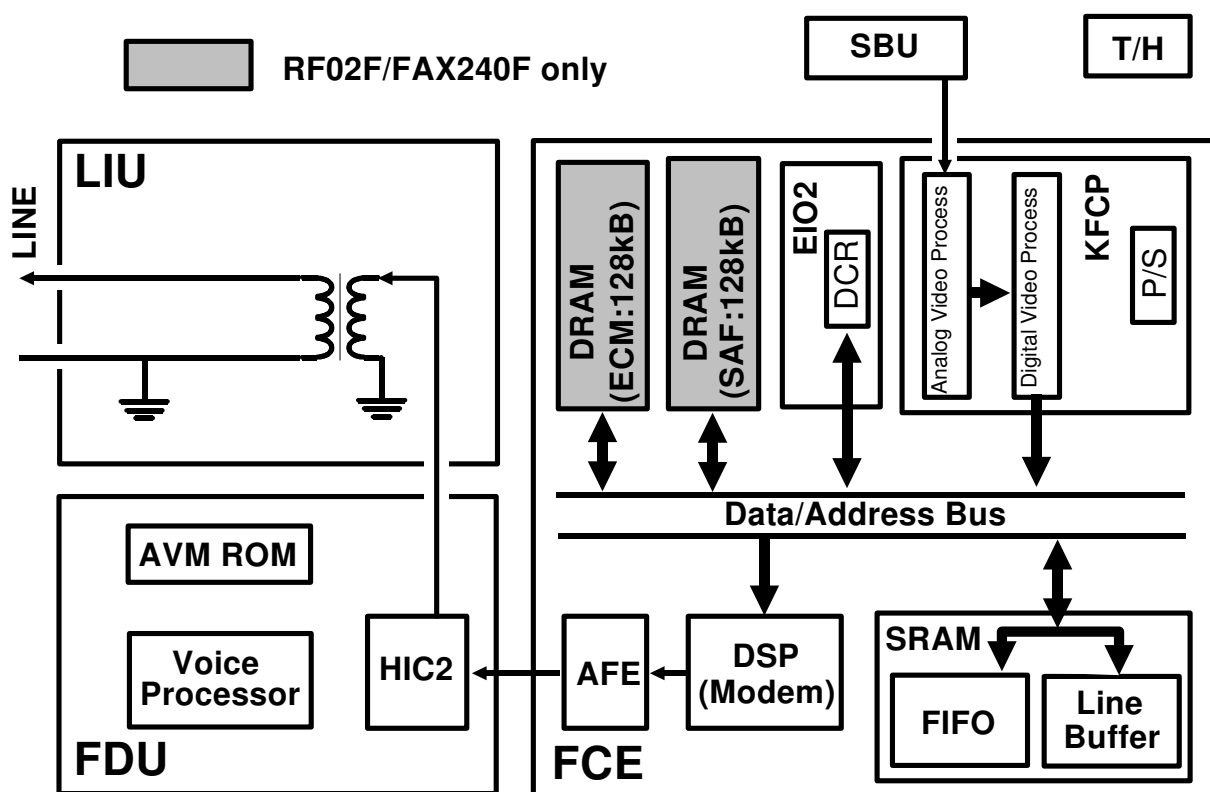 RF02F/FAX240F only
SBU
T/H
LIU
LINE
DRAM
(ECM:128kB)
DRAM
(SAF:128kB)
EIO2
DCR
Analog Video Process
Digital Video Process
KFCP
P/S
Data/Address Bus
AVM ROM
Voice
Processor
HIC2
FDU
AFE
DSP
(Modem)
FCE
SRAM
FIFO
Line
Buffer